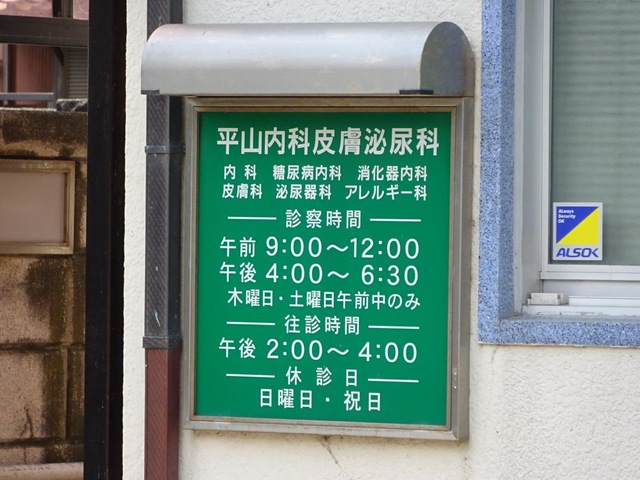 平山内科皮膚泌尿科
内科 糖尿病内科 消化器内科
皮膚科 泌尿器科 アレルギー科
診察時間
午前 9:00〜12:00
午後 4:00〜 6:30
木曜日・土曜日午前中のみ
往診時間
午後 2:00〜 4:00
休診日
日曜日・祝日
Always
Security
OK
ALSOK